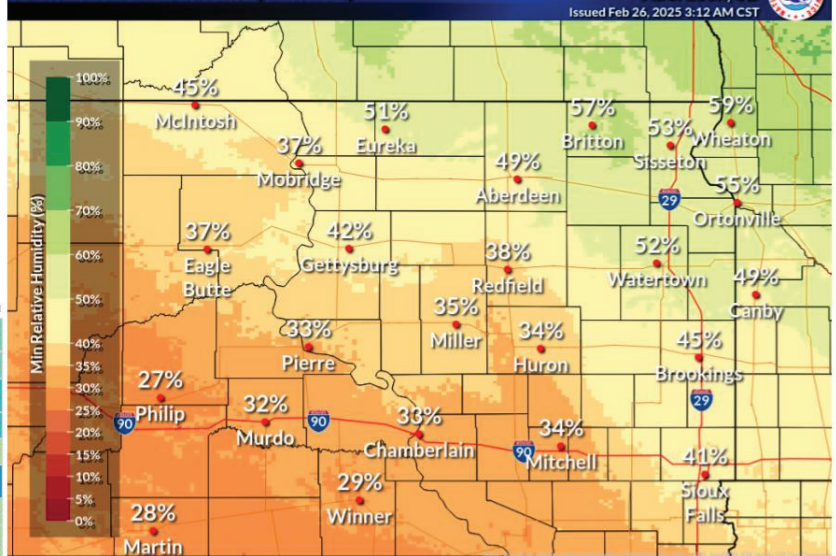 Issued Feb 26, 2025 3:12 AM CST
Min Relative Humidity (%)
100%
90%
80%
70%
60%
50%
40%
35%
30%
25%
20%
15%
10%
5%
0%
45%
McIntosh
51%
Eureka
57%
Britton
53%
Sisseton
59%
Wheaton
37%
Mobridge
49%
Aberdeen
55%
Ortonville
29
37%
Eagle
Butte
42%
Gettysburg
38%
Redfield
52%
Watertown
49%
Canby
33%
Pierre
35%
Miller
34%
Huron
45%
Brookings
27%
Philip
32%
Murdo
33%
Chamberlain
34%
Mitchell
41%
Sioux
Falls
90
90
90
29
29%
Winner
28%
Martin